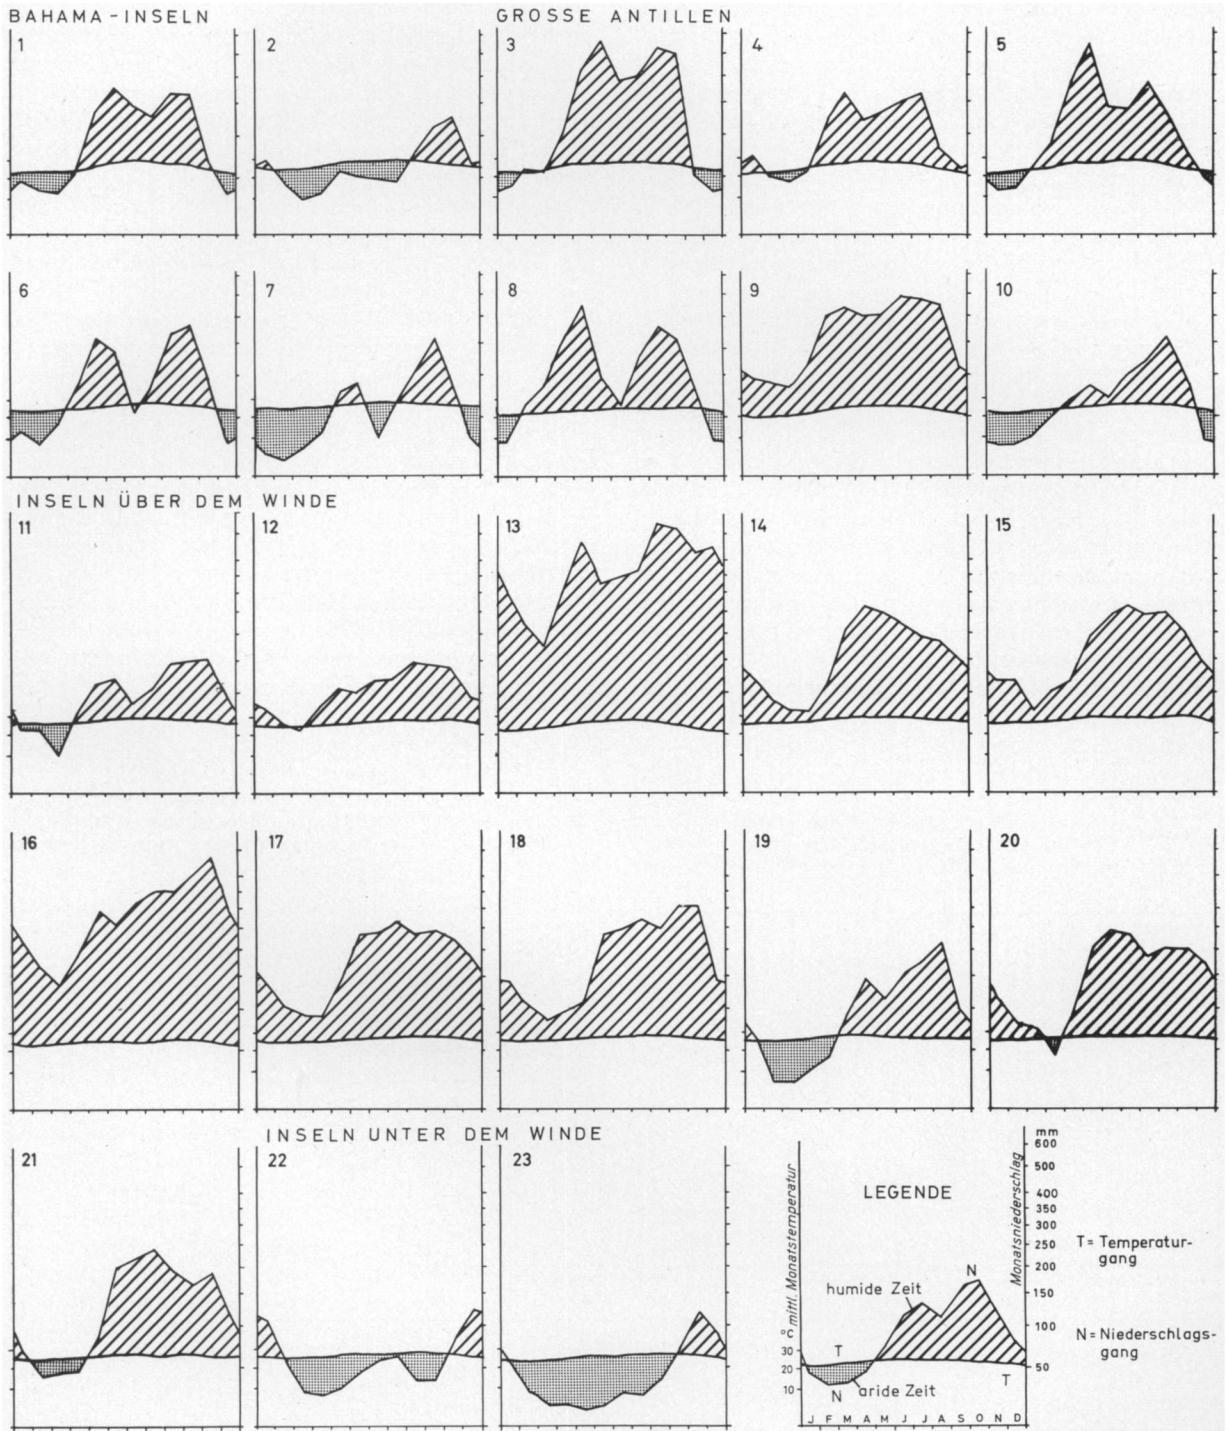 BAHAMA-INSELN
GROSSE ANTILLEN
1
2
3
4
5
6
7
8
9
10
INSELN ÜBER DEM WINDE
11
12
13
14
15
16
17
18
19
20
INSELN UNTER DEM WINDE
21
22
23
LEGENDE
mittl. Monatstemperatur
°C
30
20
10
Monatsniederschlag
mm
600
500
400
350
300
250
200
150
100
50
humide Zeit
N
T
N
aride Zeit
T
J F M A M J J A S O N D
T= Temperatur-
gang
N= Niederschlags-
gang